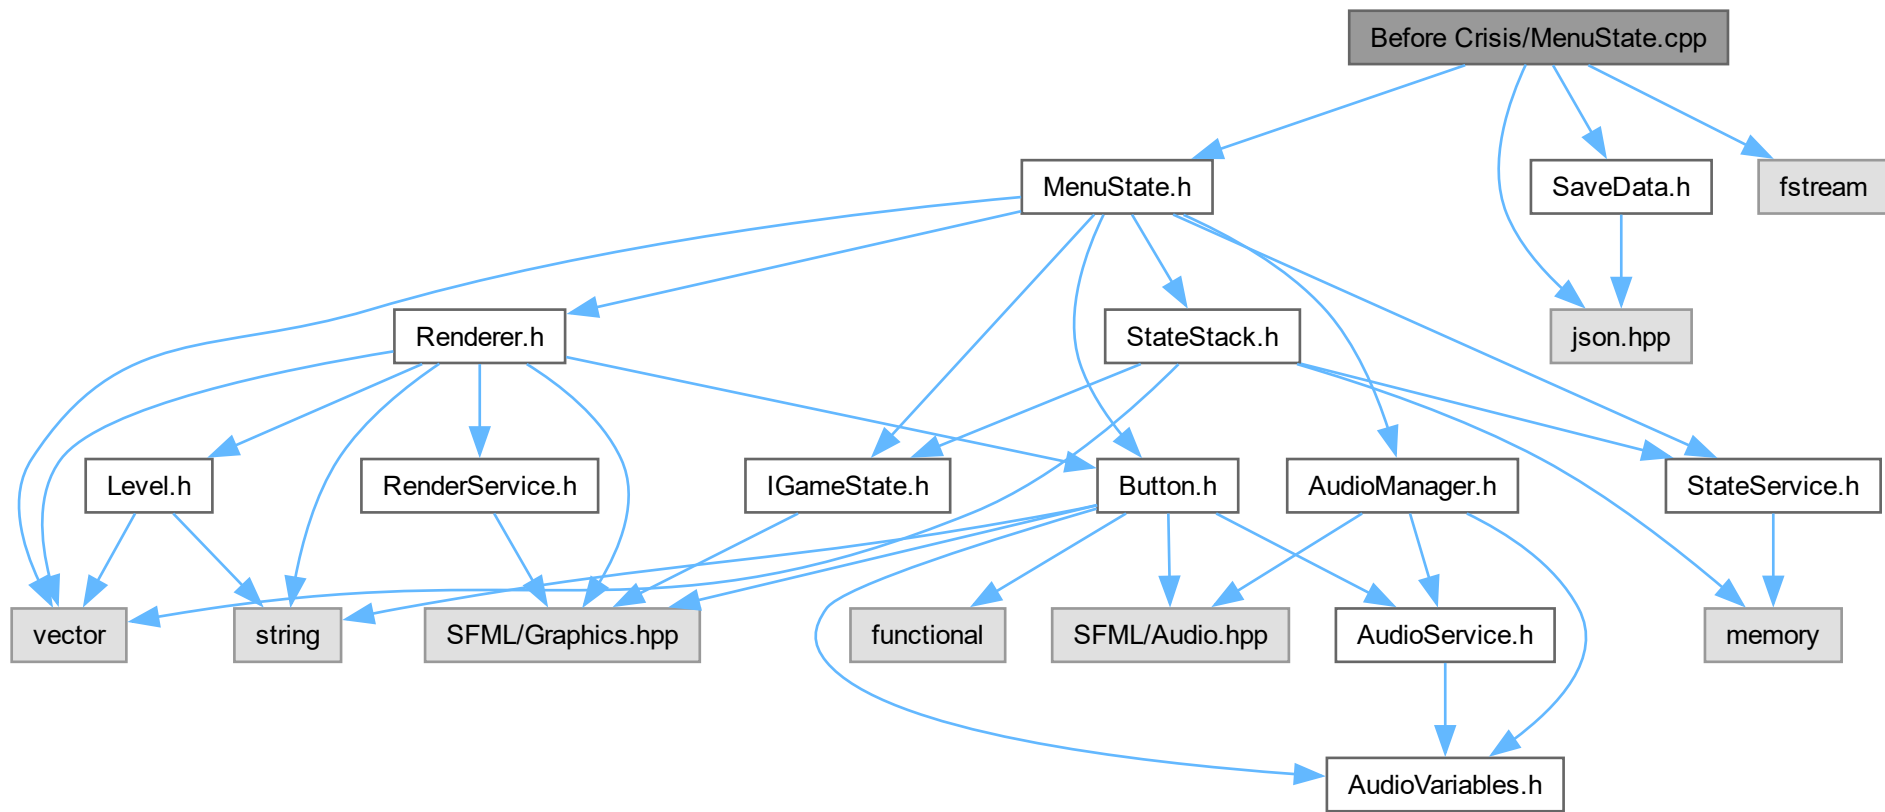 Before Crisis/MenuState.cpp
MenuState.h
SaveData.h
fstream
Renderer.h
StateStack.h
json.hpp
Level.h
RenderService.h
IGameState.h
Button.h
AudioManager.h
StateService.h
vector
string
SFML/Graphics.hpp
functional
SFML/Audio.hpp
AudioService.h
memory
AudioVariables.h